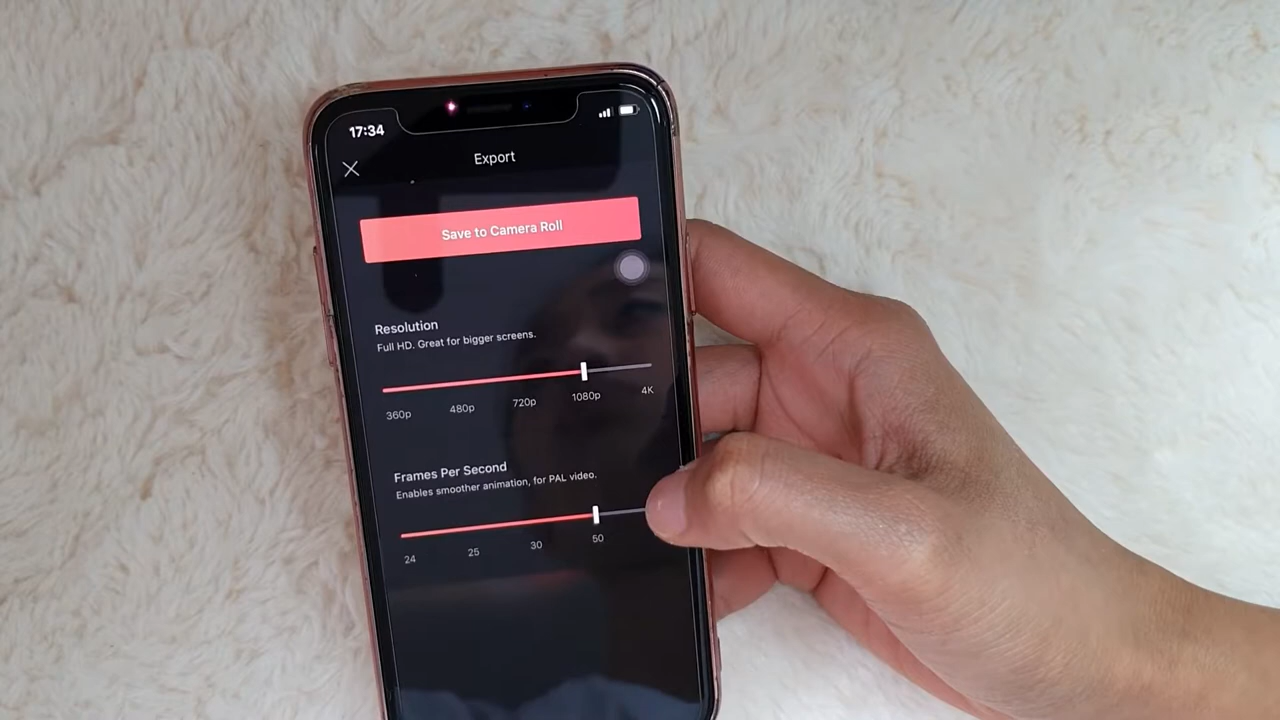 17:34
Export
Save to Camera Roll
Resolution
Full HD. Great for bigger screens.
360p 480p 720p 1080p 4K
Frames Per Second
Enables smoother animation, for PAL video.
24 25 30 50